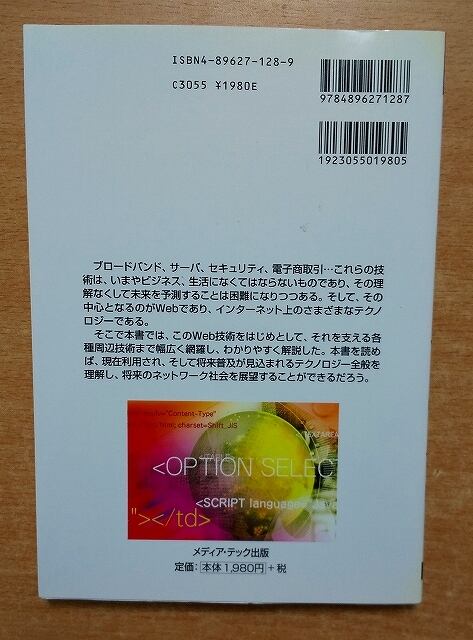 ISBN4-89627-128-9
C3055 ¥1980E
9784896271287
1923055019805
ブロードバンド、サーバ、セキュリティ、電子商取引…これらの技
術は、いまやビジネス、生活になくてはならないものであり、その理
解なくして未来を予測することは困難になりつつある。そして、その
中心となるのがWebであり、インターネット上のさまざまなテクノ
ロジーである。
そこで本書では、このWeb技術をはじめとして、それを支える各
種周辺技術まで幅広く網羅し、わかりやすく解説した。本書を読め
ば、現在利用され、そして将来普及が見込まれるテクノロジー全般を
理解し、将来のネットワーク社会を展望することができるだろう。
="Content-Type"
html; charset=Shift_JIS
TEXTAREA
<TABLE
<OPTION SELEC
<SCRIPT language=
"></td>
メディア・テック出版
定価：本体1,980円＋税